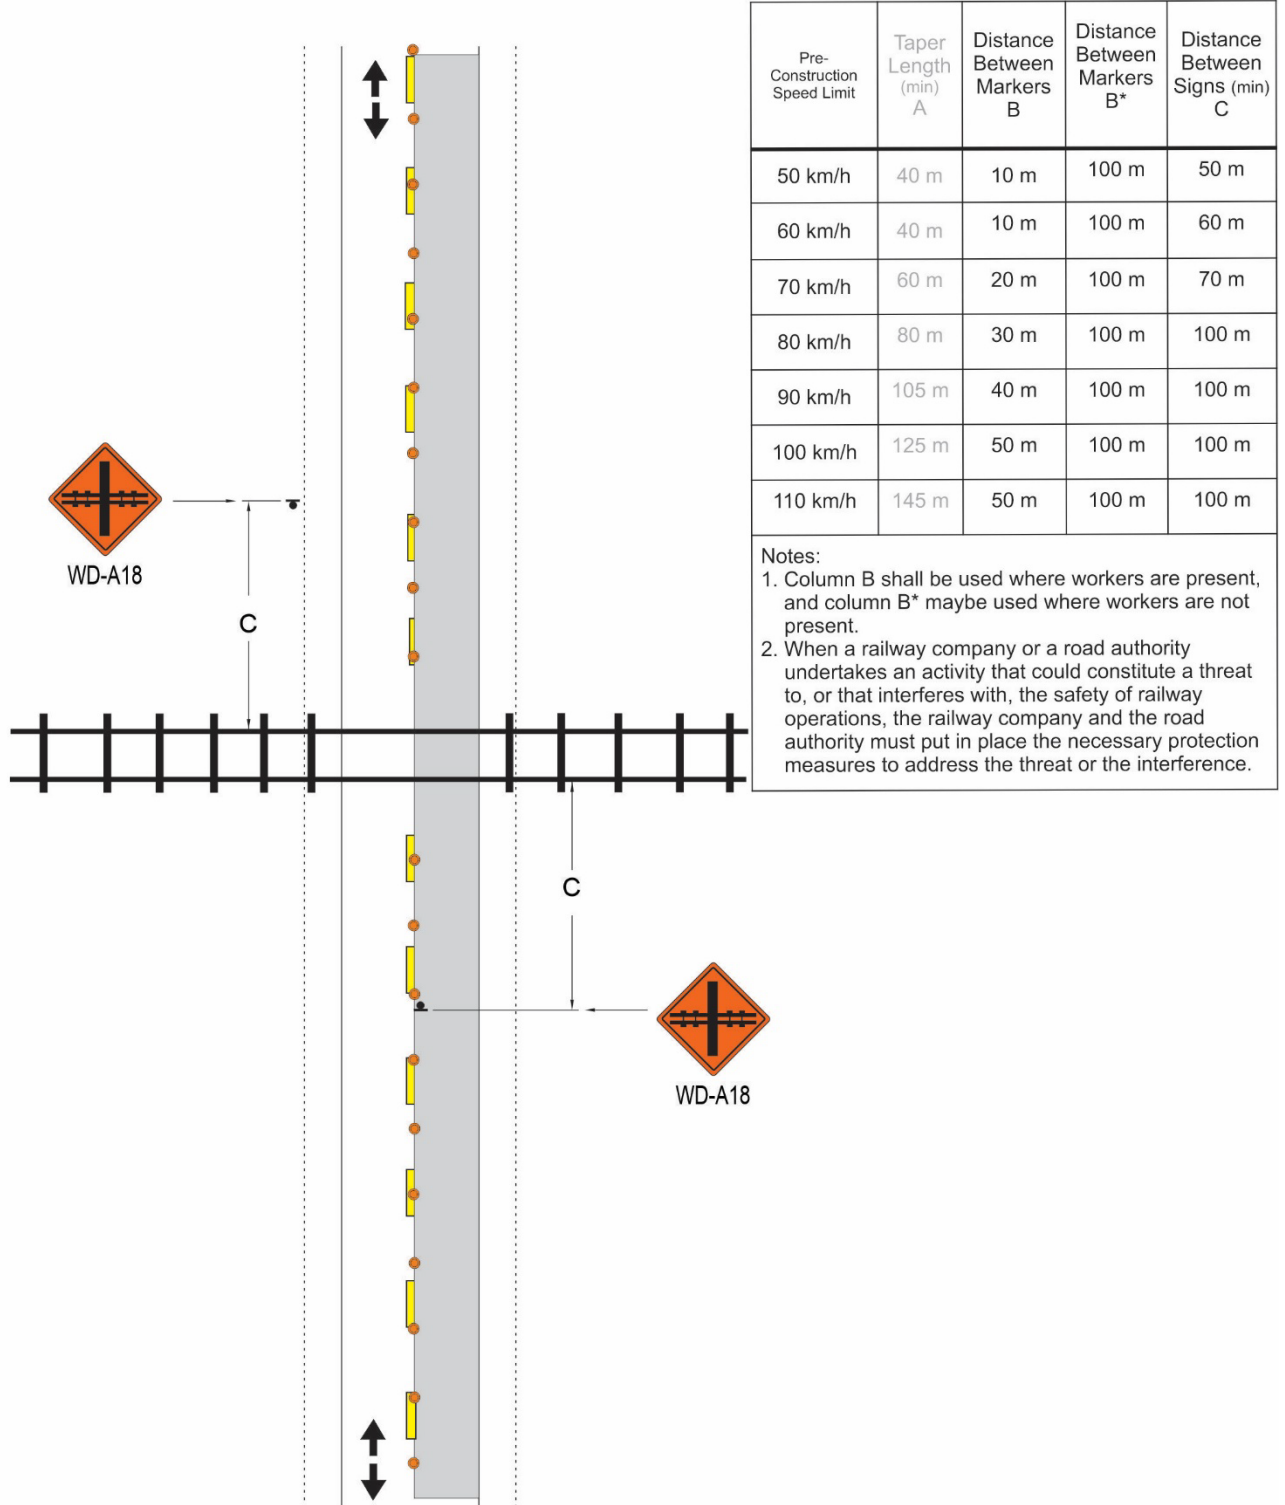 Pre-
Construction
Speed Limit
Taper
Length
(min)
A
Distance
Between
Markers
B
Distance
Between
Markers
B*
Distance
Between
Signs (min)
C
50 km/h 40 m 10 m 100 m 50 m
60 km/h 40 m 10 m 100 m 60 m
70 km/h 60 m 20 m 100 m 70 m
80 km/h 80 m 30 m 100 m 100 m
90 km/h 105 m 40 m 100 m 100 m
100 km/h 125 m 50 m 100 m 100 m
110 km/h 145 m 50 m 100 m 100 m
Notes:
1. Column B shall be used where workers are present,
and column B* maybe used where workers are not
present.
2. When a railway company or a road authority
undertakes an activity that could constitute a threat
to, or that interferes with, the safety of railway
operations, the railway company and the road
authority must put in place the necessary protection
measures to address the threat or the interference.
WD-A18
C
C
WD-A18